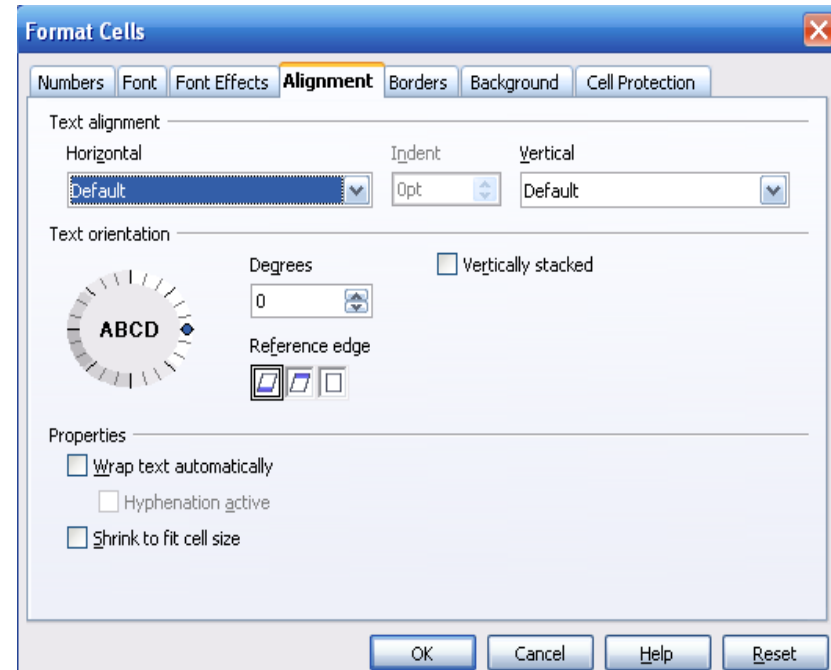 Format Cells
Numbers Font Font Effects Alignment Borders Background Cell Protection
Text alignment
Horizontal Indent Vertical
Default 0pt Default
Text orientation
Degrees Vertically stacked
0
ABCD
Reference edge
Properties
Wrap text automatically
Hyphenation active
Shrink to fit cell size
OK Cancel Help Reset